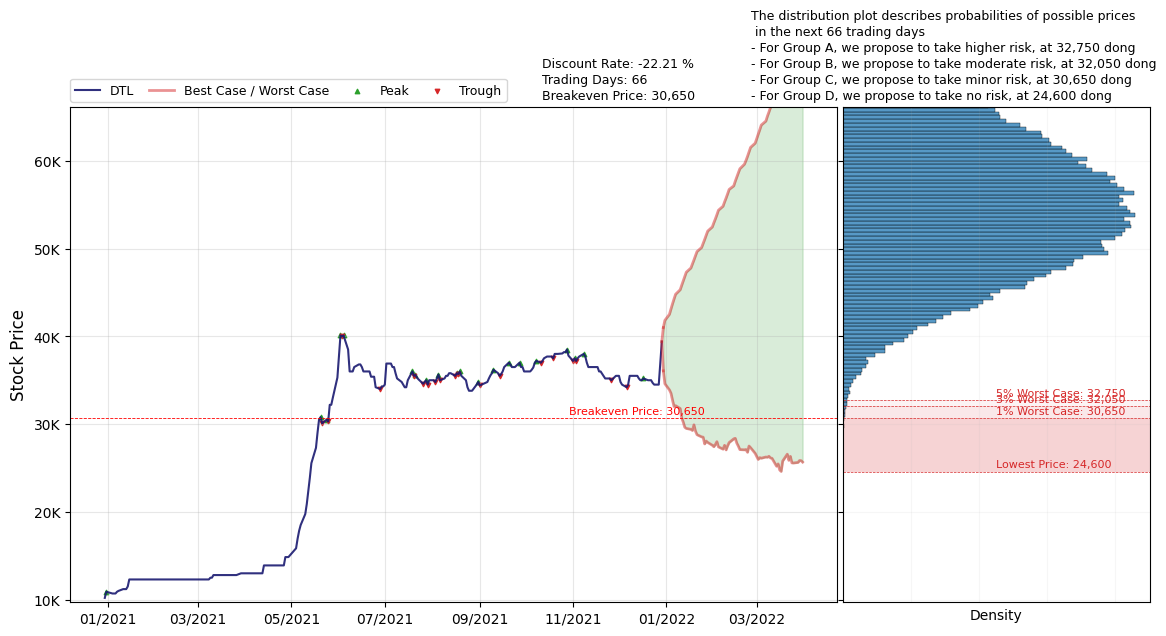 The distribution plot describes probabilities of possible prices
in the next 66 trading days
- For Group A, we propose to take higher risk, at 32,750 dong
- For Group B, we propose to take moderate risk, at 32,050 dong
- For Group C, we propose to take minor risk, at 30,650 dong
- For Group D, we propose to take no risk, at 24,600 dong
Discount Rate: -22.21 %
Trading Days: 66
Breakeven Price: 30,650
DTL
Best Case / Worst Case
Peak
Trough
Stock Price
60K
50K
40K
30K
20K
10K
Breakeven Price: 30,650
5% Worst Case: 32,750
3% Worst Case: 32,050
1% Worst Case: 30,650
Lowest Price: 24,600
01/2021
03/2021
05/2021
07/2021
09/2021
11/2021
01/2022
03/2022
Density